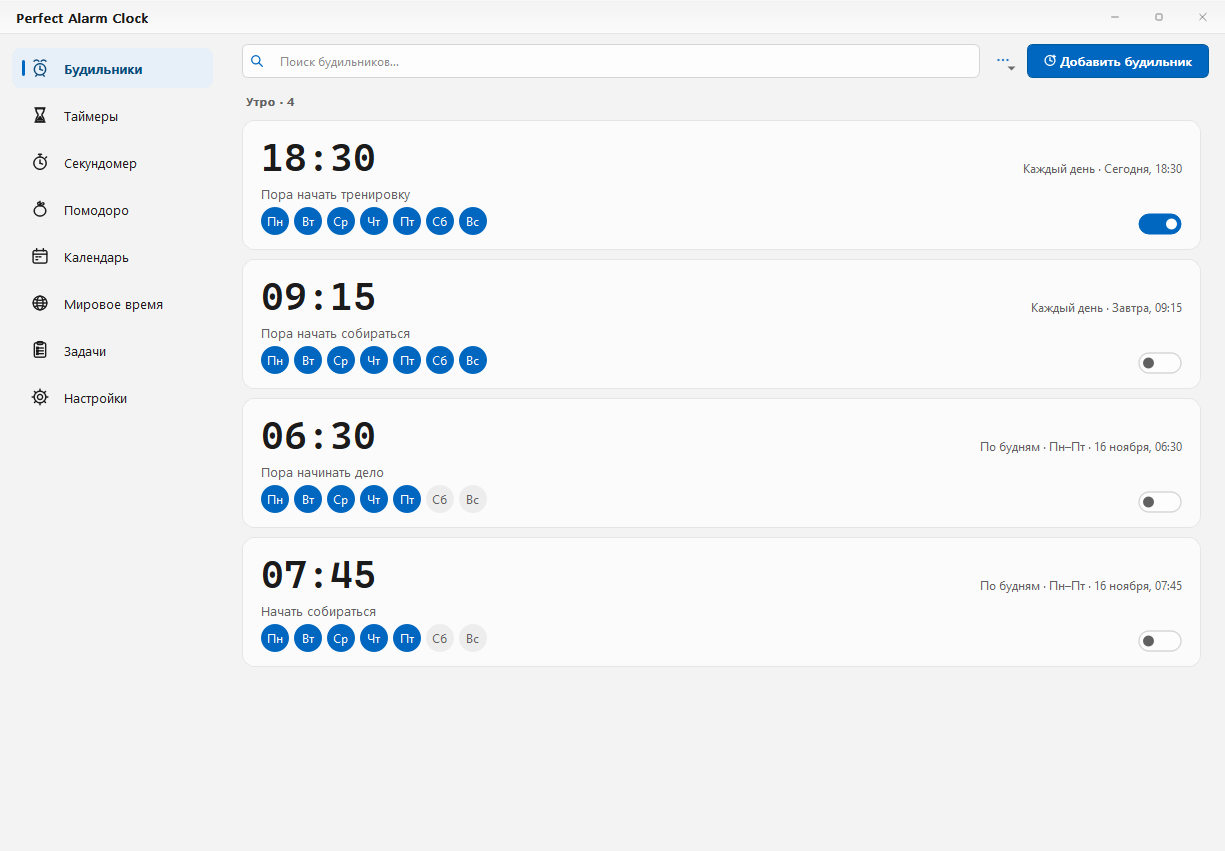 Perfect Alarm Clock
Будильники
Таймеры
Секундомер
Помодоро
Календарь
Мировое время
Задачи
Настройки
Поиск будильников...
Добавить будильник
Утро · 4
18:30
Каждый день · Сегодня, 18:30
Пора начать тренировку
Пн Вт Ср Чт Пт Сб Вс
09:15
Каждый день · Завтра, 09:15
Пора начать собираться
Пн Вт Ср Чт Пт Сб Вс
06:30
По будням · Пн–Пт · 16 ноября, 06:30
Пора начинать дело
Пн Вт Ср Чт Пт Сб Вс
07:45
По будням · Пн–Пт · 16 ноября, 07:45
Начать собираться
Пн Вт Ср Чт Пт Сб Вс